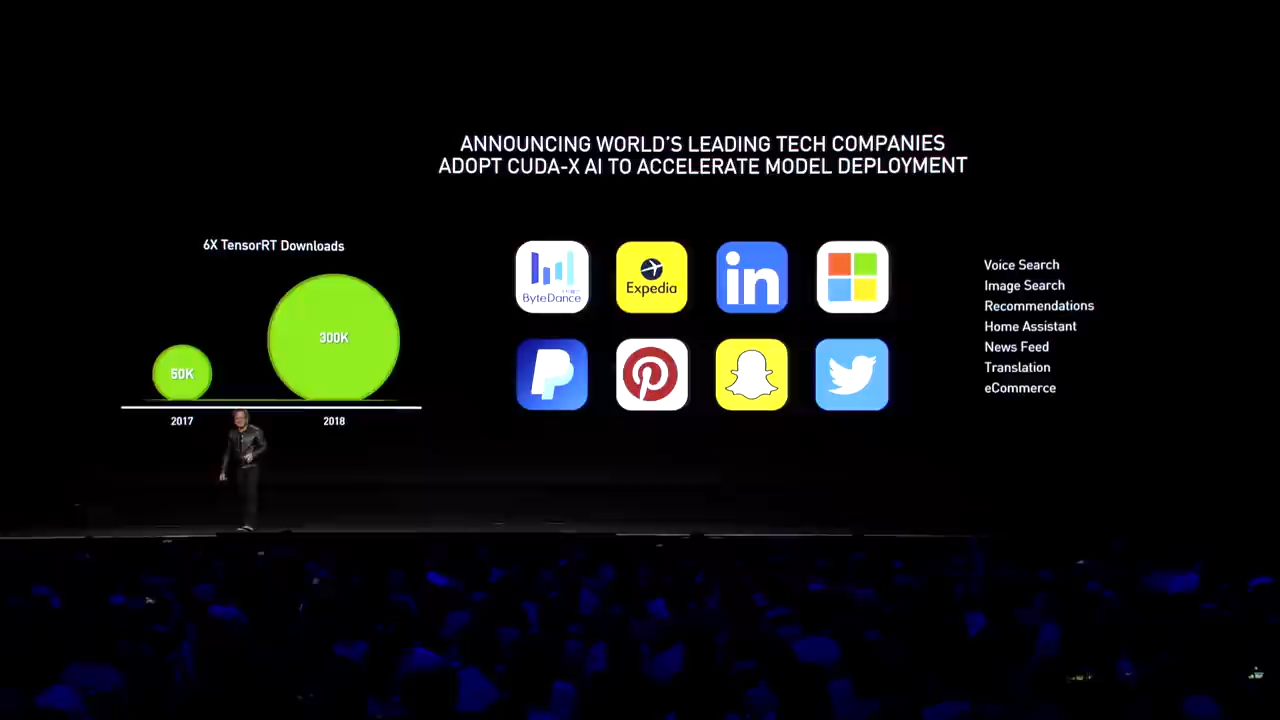 ANNOUNCING WORLD'S LEADING TECH COMPANIES
ADOPT CUDA-X AI TO ACCELERATE MODEL DEPLOYMENT
6X TensorRT Downloads
50K
300K
2017
2018
ByteDance
Expedia
in
Voice Search
Image Search
Recommendations
Home Assistant
News Feed
Translation
eCommerce